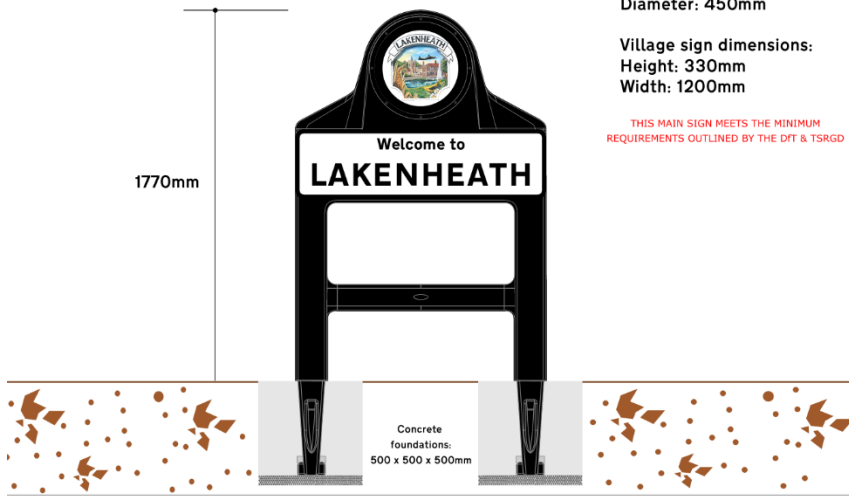 Diameter: 450mm
Village sign dimensions:
Height: 330mm
Width: 1200mm
THIS MAIN SIGN MEETS THE MINIMUM
REQUIREMENTS OUTLINED BY THE DfT & TSRGD
LAKENHEATH
Welcome to
LAKENHEATH
1770mm
Concrete
foundations:
500 x 500 x 500mm